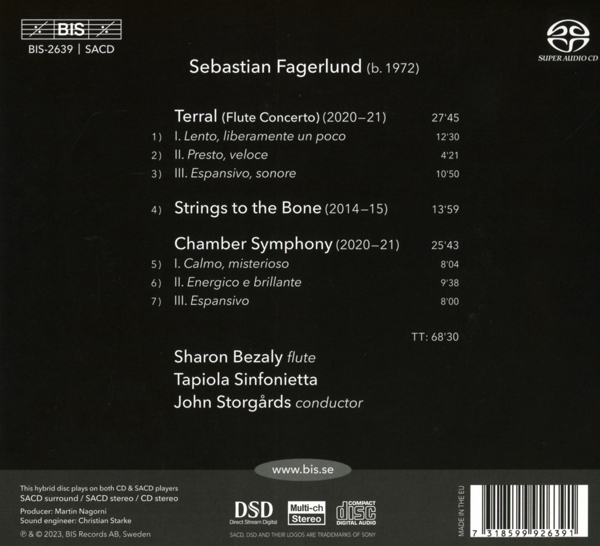 BIS
BIS-2639 | SACD
SUPER AUDIO CD
Sebastian Fagerlund (b. 1972)
Terral (Flute Concerto) (2020–21) 27'45
1) I. Lento, liberamente un poco 12'30
2) II. Presto, veloce 4'21
3) III. Espansivo, sonore 10'50
4) Strings to the Bone (2014–15) 13'59
Chamber Symphony (2020–21) 25'43
5) I. Calmo, misterioso 8'04
6) II. Energico e brillante 9'38
7) III. Espansivo 8'00
TT: 68'30
Sharon Bezaly flute
Tapiola Sinfonietta
John Storgårds conductor
www.bis.se
This hybrid disc plays on both CD & SACD players
SACD surround / SACD stereo / CD stereo
Producer: Martin Nagorni
Sound engineer: Christian Starke
℗ & © 2023, BIS Records AB, Sweden
DSD
Direct Stream Digital
Multi-ch
Stereo
COMPACT
disc
DIGITAL AUDIO
SACD, DSD AND THEIR LOGOS ARE TRADEMARKS OF SONY
MADE IN THE EU
7 318599 926391